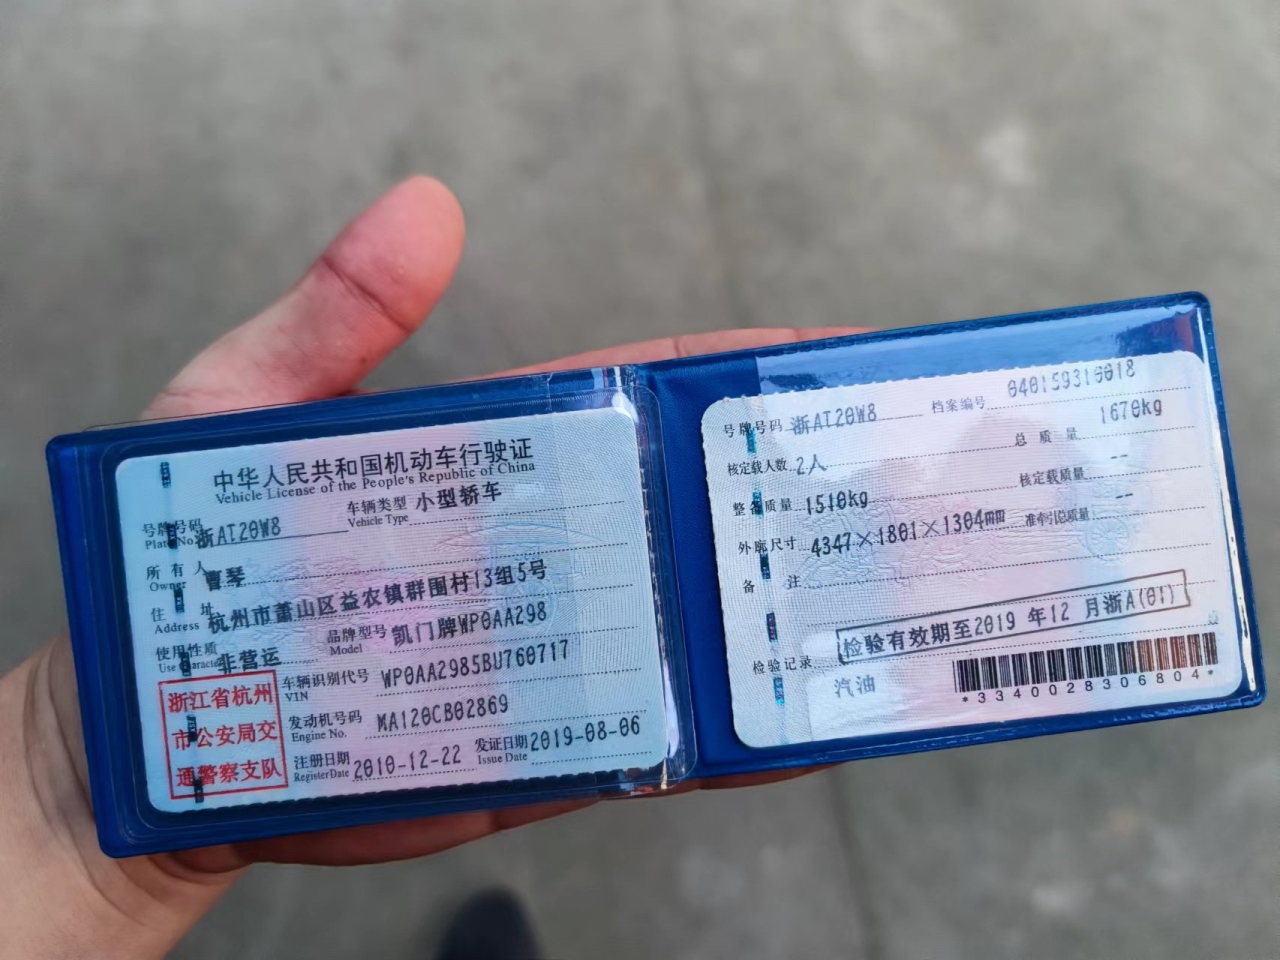 中华人民共和国机动车行驶证
Vehicle License of the People's Republic of China
号牌号码 浙AT20W8 车辆类型 小型轿车
Plate No. Vehicle Type
所有人 曹琴
Owner
住址 杭州市萧山区益农镇群围村13组5号
Address
使用性质 非营运 品牌型号 凯门牌WP0AA298
Use Character Model
车辆识别代号 WP0AA2985BU760717
VIN
发动机号码 MA120CB02869
Engine No.
注册日期 2010-12-22 发证日期 2019-08-06
Register Date Issue Date
浙江省杭州
市公安局交
通警察支队
号牌号码 浙AT20W8 档案编号 040159310018
核定载人数 2人 总质量 1670kg
整备质量 1510kg 核定载质量 --
外廓尺寸 4347×1801×1304mm 准牵引总质量 --
备注
检验有效期至2019年12月浙A(01)
检验记录
汽油
*3340028306804*